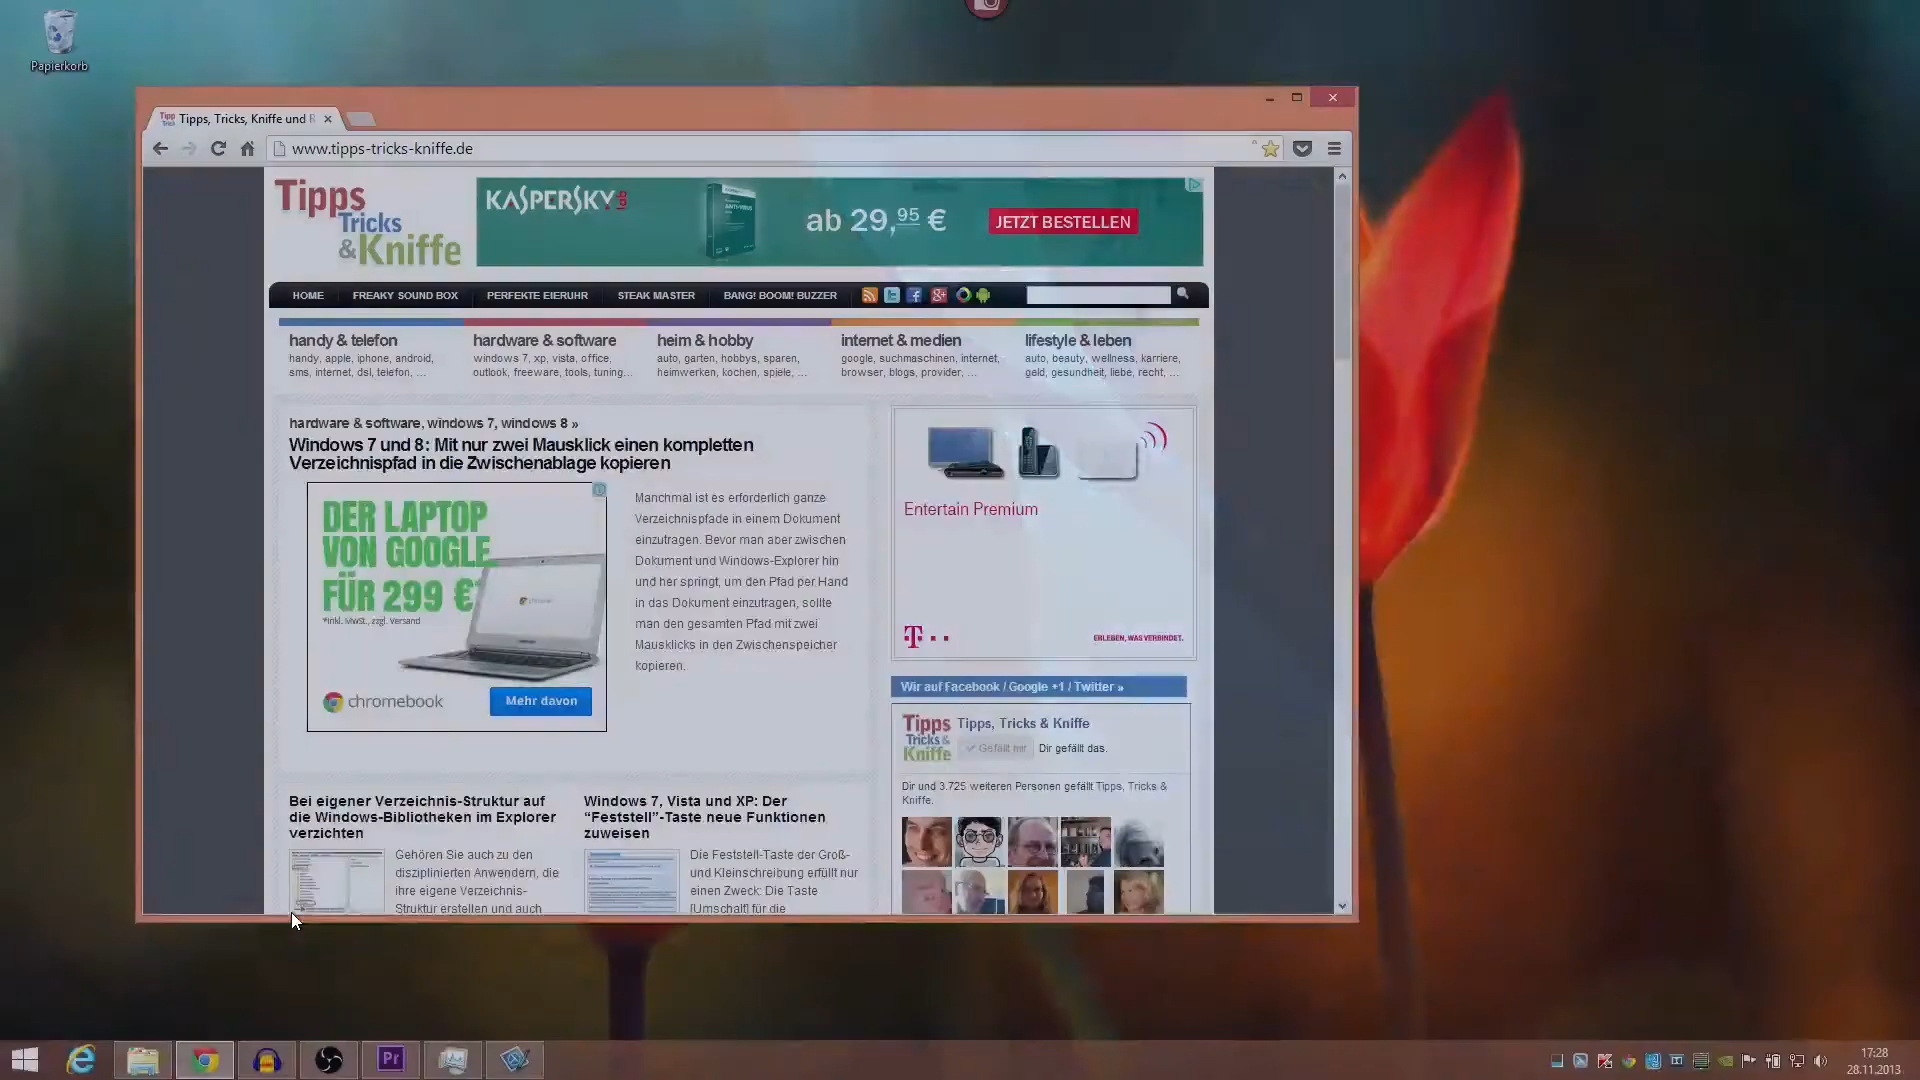 Papierkorb
Tipps, Tricks, Kniffe und R
www.tipps-tricks-kniffe.de
Tipps
Tricks
&Kniffe
KASPERSKY lab
ab 29,95 €
JETZT BESTELLEN
HOME FREAKY SOUND BOX PERFEKTE EIERUHR STEAK MASTER BANG! BOOM! BUZZER
handy & telefon
handy, apple, iphone, android,
sms, internet, dsl, telefon, ...
hardware & software
windows 7, xp, vista, office,
outlook, freeware, tools, tuning...
heim & hobby
auto, garten, hobbys, sparen,
heimwerken, kochen, spiele, ...
internet & medien
google, suchmaschinen, internet,
browser, blogs, provider, ...
lifestyle & leben
auto, beauty, wellness, karriere,
geld, gesundheit, liebe, recht, ...
hardware & software, windows 7, windows 8 »
Windows 7 und 8: Mit nur zwei Mausklick einen kompletten
Verzeichnispfad in die Zwischenablage kopieren
DER LAPTOP
VON GOOGLE
FÜR 299 €*
*inkl. MwSt., zzgl. Versand
chromebook
Mehr davon
Manchmal ist es erforderlich ganze
Verzeichnispfade in einem Dokument
einzutragen. Bevor man aber zwischen
Dokument und Windows-Explorer hin
und her springt, um den Pfad per Hand
in das Dokument einzutragen, sollte
man den gesamten Pfad mit zwei
Mausklicks in den Zwischenspeicher
kopieren.
Entertain Premium
T
ERLEBEN, WAS VERBINDET.
Wir auf Facebook / Google +1 / Twitter »
Tipps
Tricks &
Kniffe
Tipps, Tricks & Kniffe
Gefällt mir Dir gefällt das.
Dir und 3.725 weiteren Personen gefällt Tipps, Tricks &
Kniffe.
Bei eigener Verzeichnis-Struktur auf
die Windows-Bibliotheken im Explorer
verzichten
Gehören Sie auch zu den
disziplinierten Anwendern, die
ihre eigene Verzeichnis-
Struktur erstellen und auch
Windows 7, Vista und XP: Der
“Feststell”-Taste neue Funktionen
zuweisen
Die Feststell-Taste der Groß-
und Kleinschreibung erfüllt nur
einen Zweck: Die Taste
[Umschalt] für die
Pr
17:28
28.11.2013